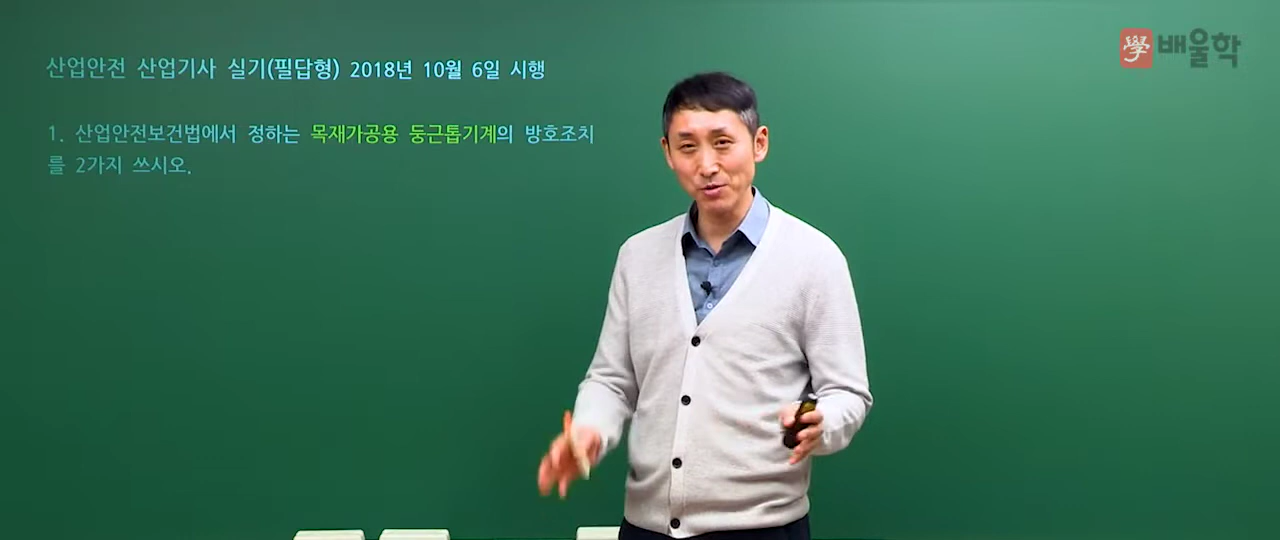 學 배울학
산업안전 산업기사 실기(필답형) 2018년 10월 6일 시행
1. 산업안전보건법에서 정하는 목재가공용 둥근톱기계의 방호조치
를 2가지 쓰시오.